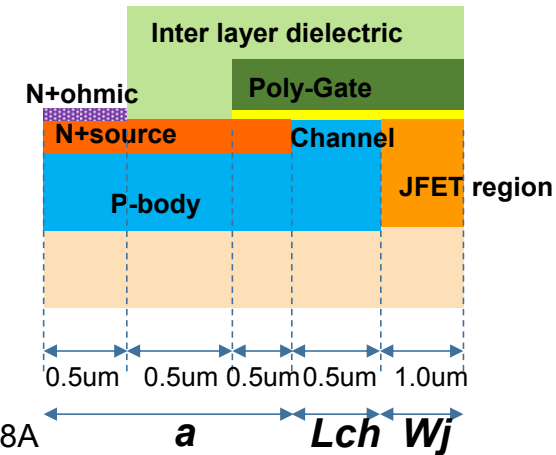 Inter layer dielectric
N+ohmic
Poly-Gate
N+source
Channel
JFET region
P-body
0.5um 0.5um 0.5um 0.5um 1.0um
8A
a Lch Wj